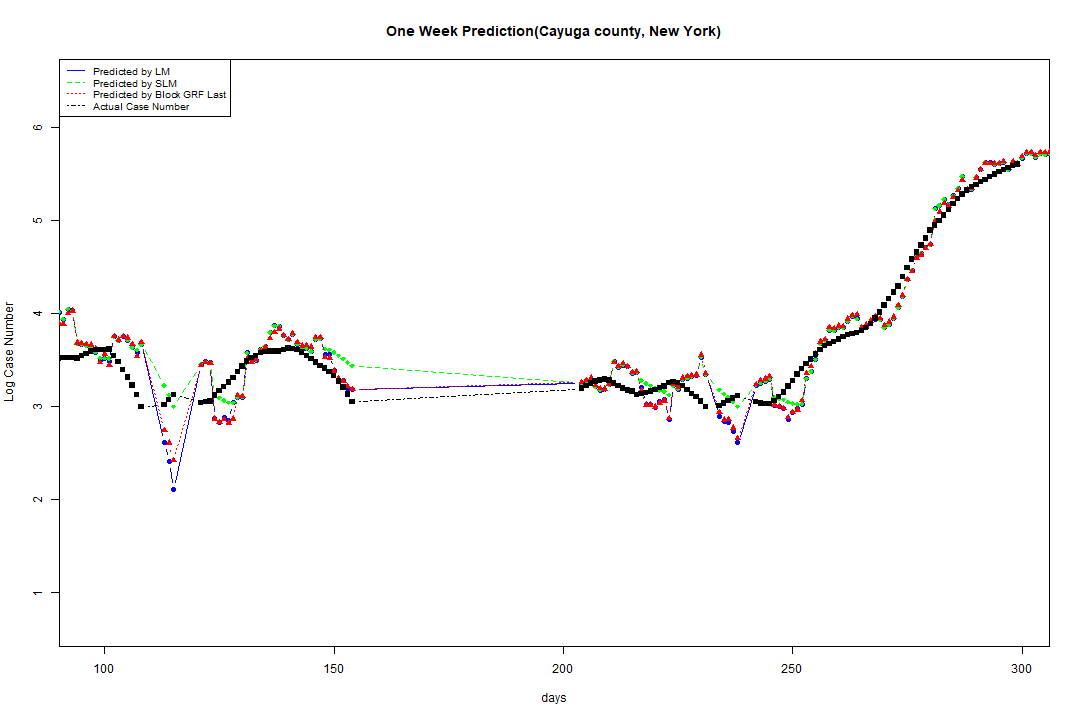 One Week Prediction(Cayuga county, New York)
Predicted by LM
Predicted by SLM
Predicted by Block GRF Last
Actual Case Number
6
5
4
3
2
1
Log Case Number
100 150 200 250 300
days